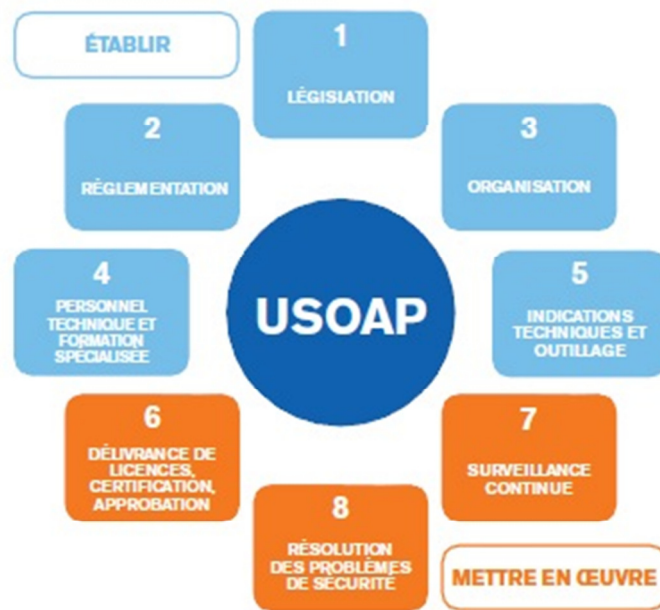 ÉTABLIR
1
LÉGISLATION
2
RÉGLEMENTATION
3
ORGANISATION
USOAP
4
PERSONNEL
TECHNIQUE ET
FORMATION
SPÉCIALISÉE
5
INDICATIONS
TECHNIQUES ET
OUTILLAGE
6
DÉLIVRANCE DE
LICENCES,
CERTIFICATION,
APPROBATION
7
SURVEILLANCE
CONTINUE
8
RÉSOLUTION
DES PROBLÈMES
DE SÉCURITÉ
METTRE EN ŒUVRE